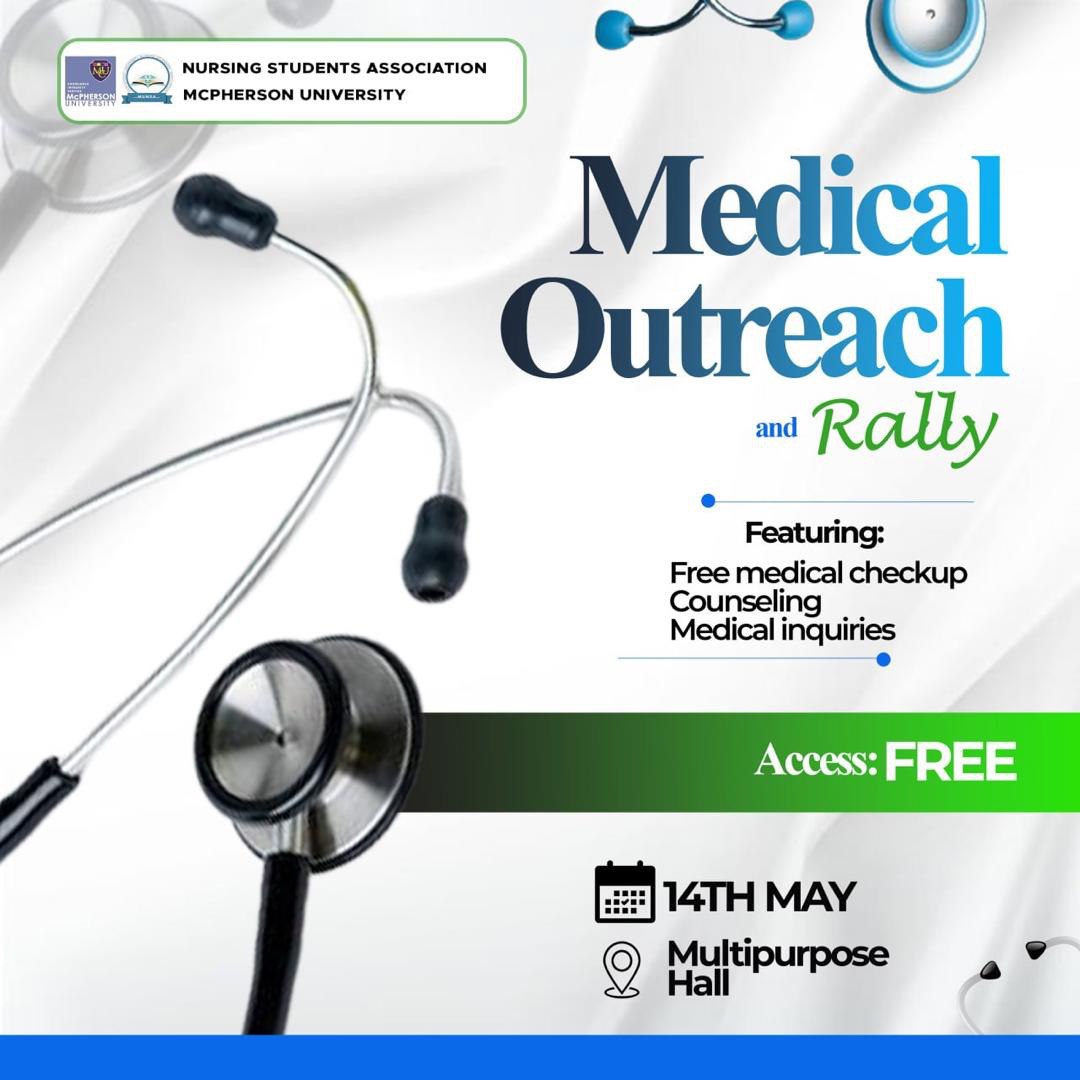 McPHERSON
UNIVERSITY
NURSING STUDENTS ASSOCIATION
MCPHERSON UNIVERSITY
Medical
Outreach
and Rally
Featuring:
Free medical checkup
Counseling
Medical inquiries
Access: FREE
14TH MAY
Multipurpose
Hall